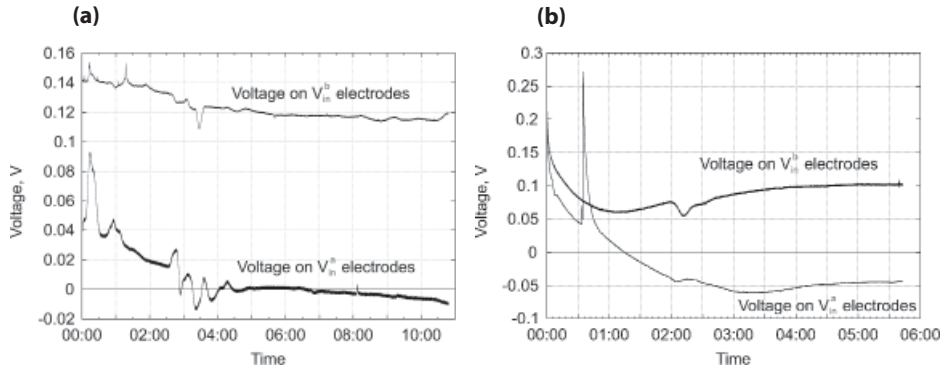 (a)
0.16
0.14
0.12
0.1
0.08
0.06
0.04
0.02
0
-0.02
Voltage, V
Voltage on V_in^b electrodes
Voltage on V_in^a electrodes
00:00 02:00 04:00 06:00 08:00 10:00
Time
(b)
0.3
0.25
0.2
0.15
0.1
0.05
0
-0.05
-0.1
Voltage, V
Voltage on V_in^b electrodes
Voltage on V_in^a electrodes
00:00 01:00 02:00 03:00 04:00 05:00 06:00
Time